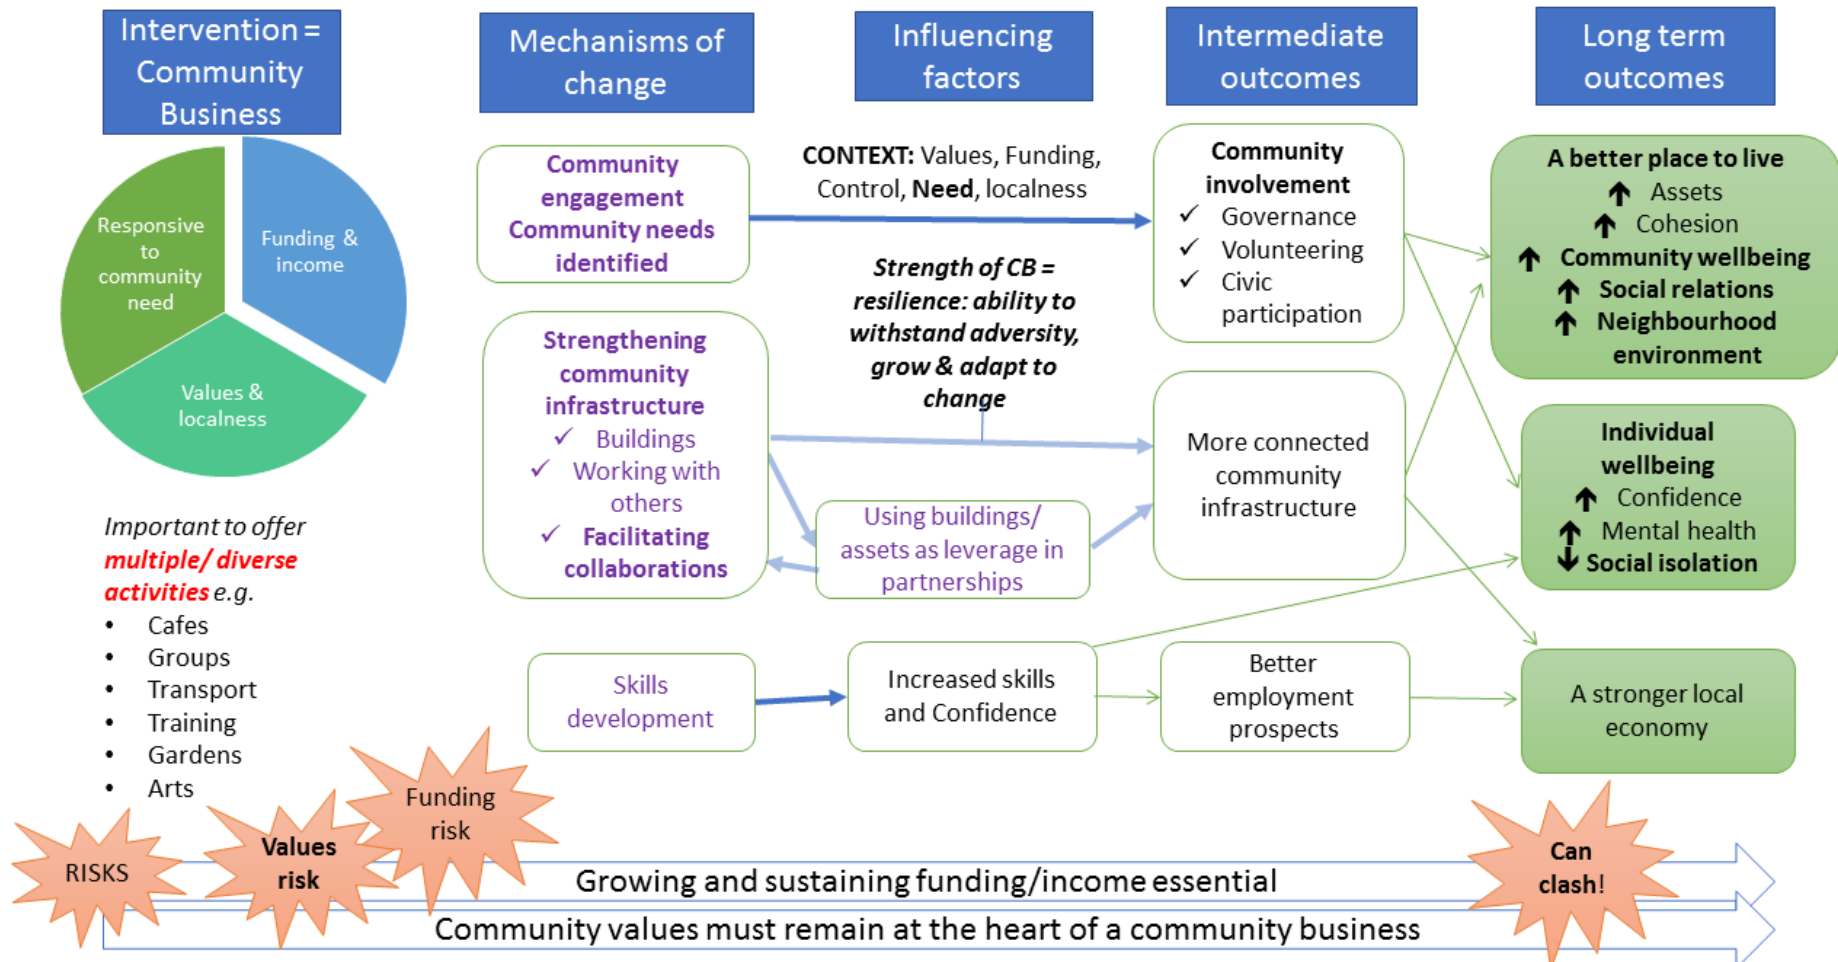 Intervention =
Community
Business
Mechanisms of
change
Influencing
factors
Intermediate
outcomes
Long term
outcomes
Responsive
to
community
need
Funding &
income
Values &
localness
Important to offer
multiple/ diverse
activities e.g.
• Cafes
• Groups
• Transport
• Training
• Gardens
• Arts
Community
engagement
Community needs
identified
Strengthening
community
infrastructure
✓ Buildings
✓ Working with
others
✓ Facilitating
collaborations
Skills
development
CONTEXT: Values, Funding,
Control, Need, localness
Strength of CB =
resilience: ability to
withstand adversity,
grow & adapt to
change
Using buildings/
assets as leverage in
partnerships
Increased skills
and Confidence
Community
involvement
✓ Governance
✓ Volunteering
✓ Civic
participation
More connected
community
infrastructure
Better
employment
prospects
A better place to live
↑ Assets
↑ Cohesion
↑ Community wellbeing
↑ Social relations
↑ Neighbourhood
environment
Individual
wellbeing
↑ Confidence
↑ Mental health
↓ Social isolation
A stronger local
economy
RISKS
Values
risk
Funding
risk
Can
clash!
Growing and sustaining funding/income essential
Community values must remain at the heart of a community business